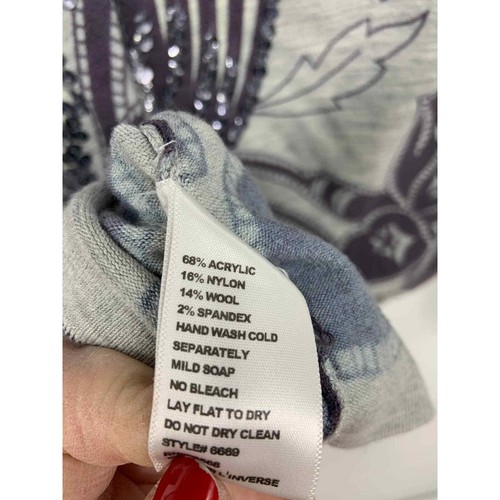 68% ACRYLIC
16% NYLON
14% WOOL
2% SPANDEX
HAND WASH COLD
SEPARATELY
MILD SOAP
NO BLEACH
LAY FLAT TO DRY
DO NOT DRY CLEAN
STYLE# 6669
L'INVERSE